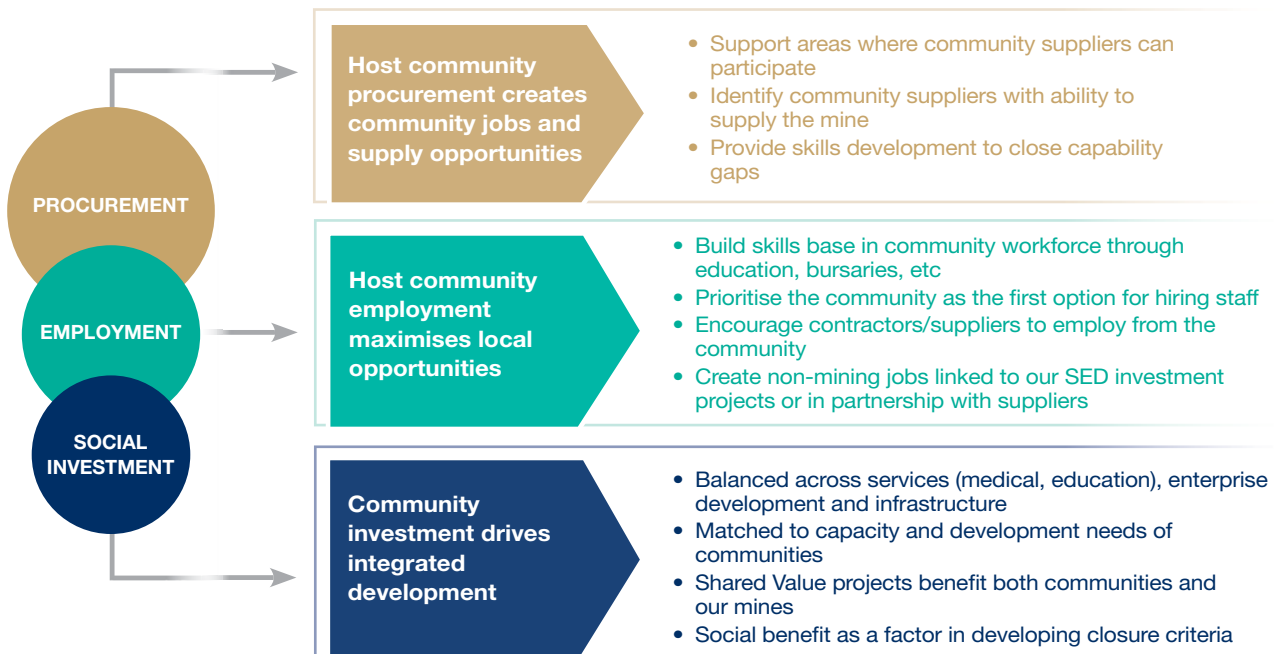 PROCUREMENT
EMPLOYMENT
SOCIAL
INVESTMENT
Host community
procurement creates
community jobs and
supply opportunities
• Support areas where community suppliers can
participate
• Identify community suppliers with ability to
supply the mine
• Provide skills development to close capability
gaps
Host community
employment
maximises local
opportunities
• Build skills base in community workforce through
education, bursaries, etc
• Prioritise the community as the first option for hiring staff
• Encourage contractors/suppliers to employ from the
community
• Create non-mining jobs linked to our SED investment
projects or in partnership with suppliers
Community
investment drives
integrated
development
• Balanced across services (medical, education), enterprise
development and infrastructure
• Matched to capacity and development needs of
communities
• Shared Value projects benefit both communities and
our mines
• Social benefit as a factor in developing closure criteria